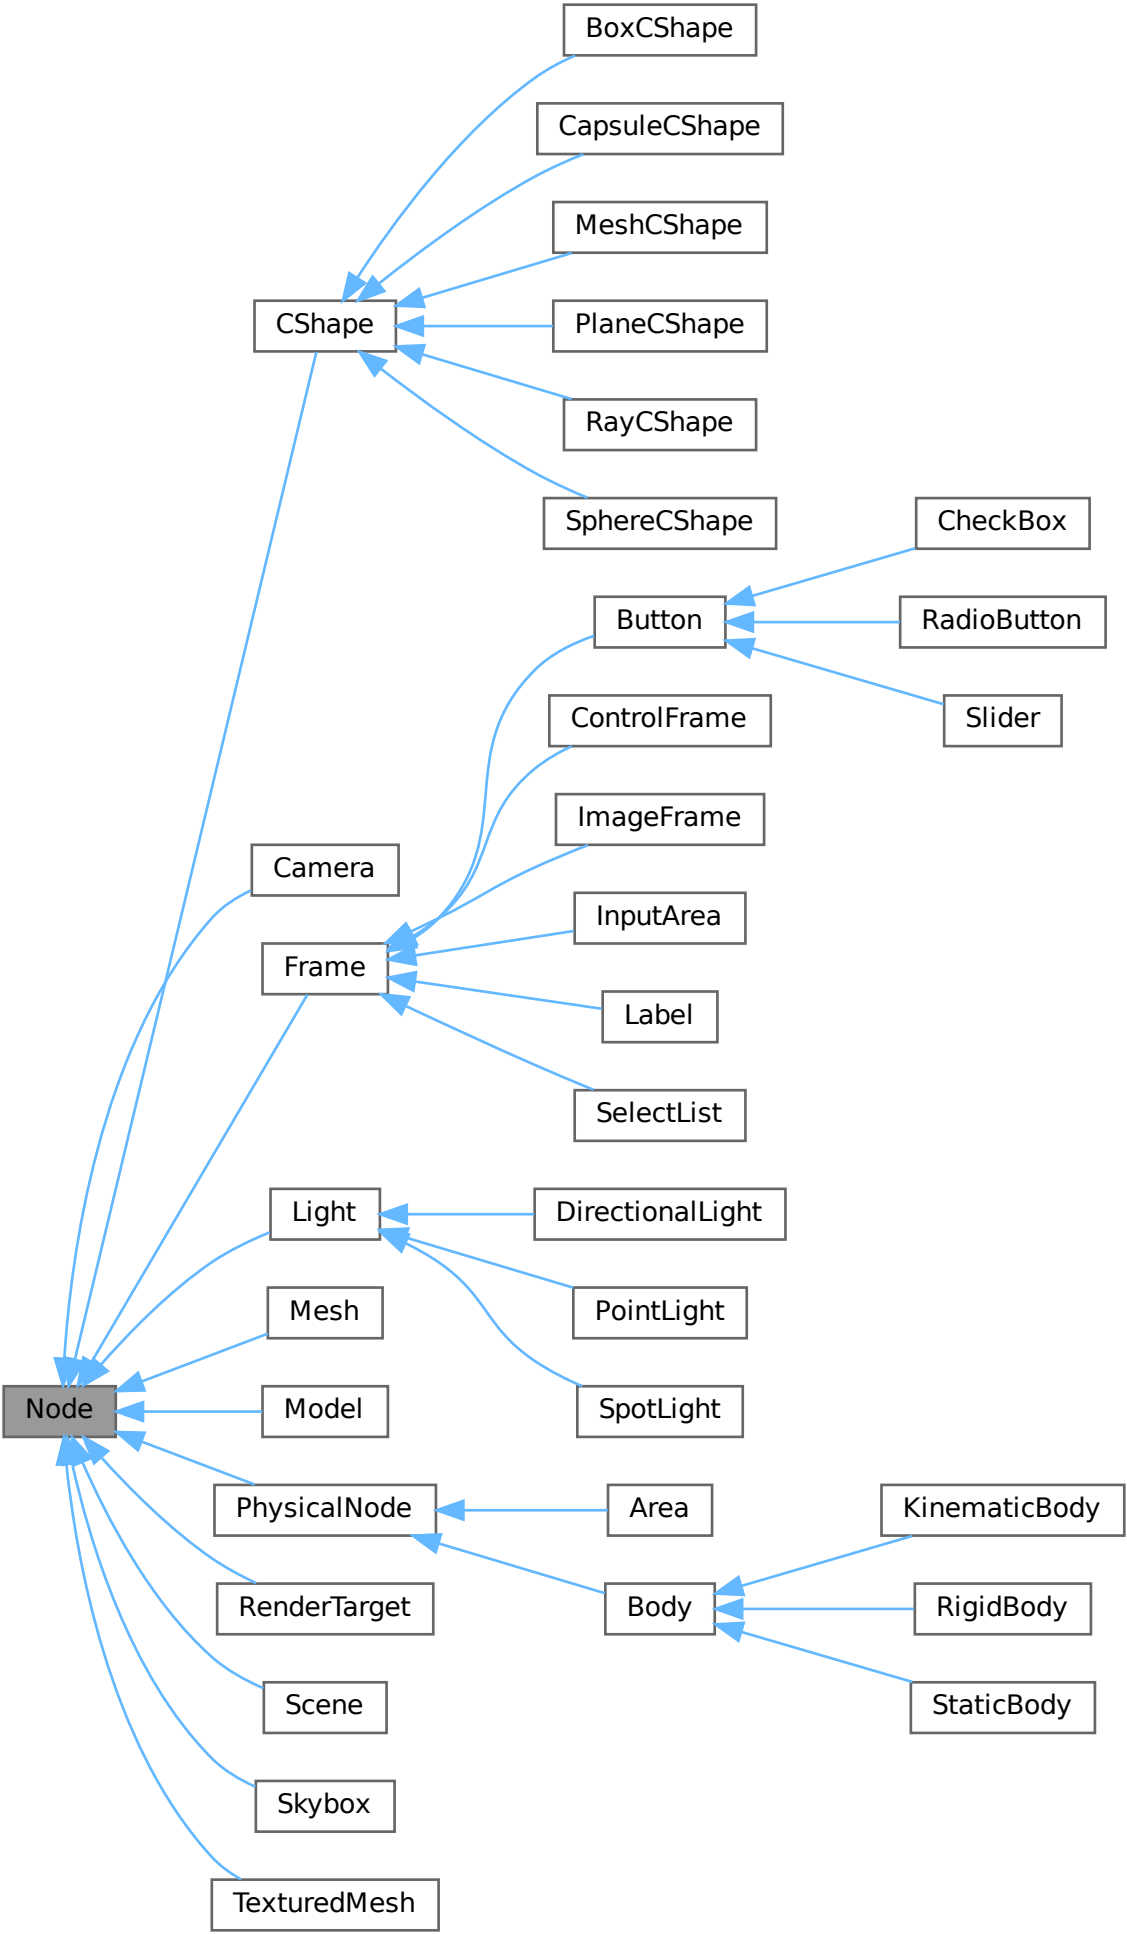 BoxCShape
CapsuleCShape
MeshCShape
CShape
PlaneCShape
RayCShape
SphereCShape
CheckBox
Button
RadioButton
ControlFrame
Slider
ImageFrame
Camera
InputArea
Frame
Label
SelectList
Light
DirectionalLight
Mesh
PointLight
Node
Model
SpotLight
PhysicalNode
Area
KinematicBody
RenderTarget
Body
RigidBody
Scene
StaticBody
Skybox
TexturedMesh